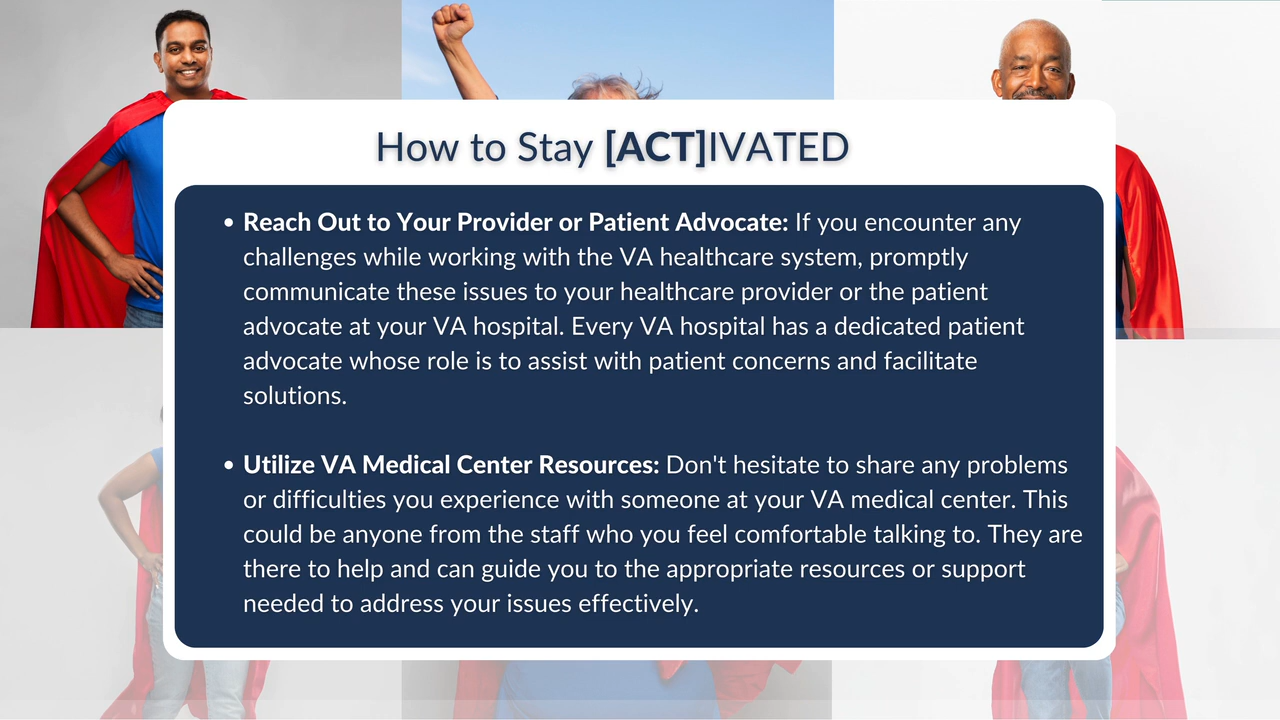 How to Stay [ACT]IVATED
• Reach Out to Your Provider or Patient Advocate: If you encounter any
challenges while working with the VA healthcare system, promptly
communicate these issues to your healthcare provider or the patient
advocate at your VA hospital. Every VA hospital has a dedicated patient
advocate whose role is to assist with patient concerns and facilitate
solutions.
• Utilize VA Medical Center Resources: Don't hesitate to share any problems
or difficulties you experience with someone at your VA medical center. This
could be anyone from the staff who you feel comfortable talking to. They are
there to help and can guide you to the appropriate resources or support
needed to address your issues effectively.